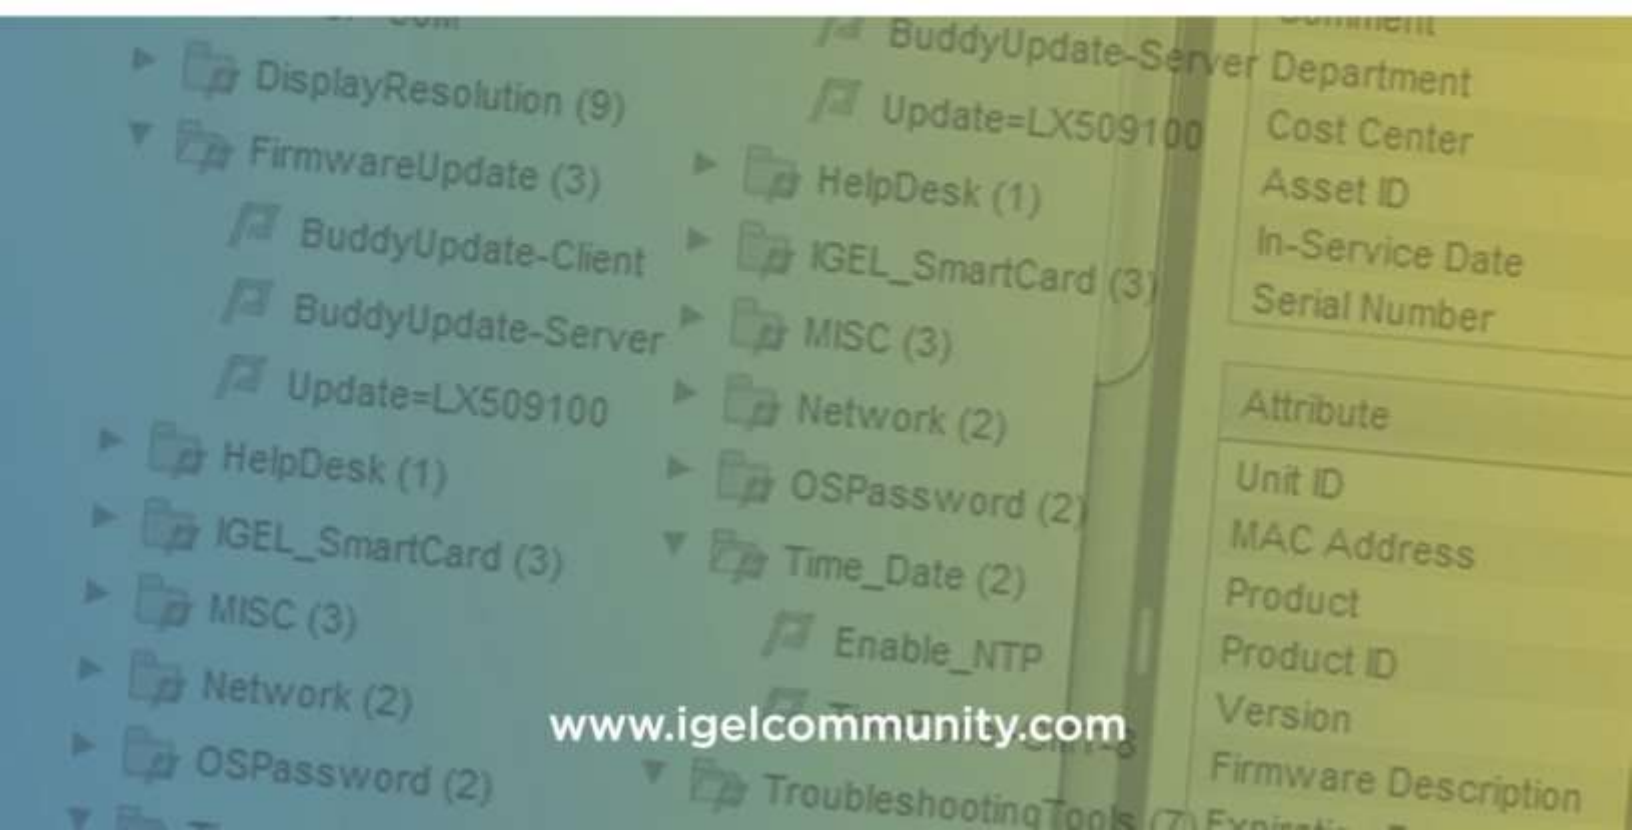 DisplayResolution (9)
FirmwareUpdate (3)
BuddyUpdate-Client
BuddyUpdate-Server
Update=LX509100
HelpDesk (1)
IGEL_SmartCard (3)
MISC (3)
Network (2)
OSPassword (2)
BuddyUpdate-Server
Update=LX509100
HelpDesk (1)
IGEL_SmartCard (3)
MISC (3)
Network (2)
OSPassword (2)
Time_Date (2)
Enable_NTP
TroubleshootingTools (7)
Comment
Department
Cost Center
Asset ID
In-Service Date
Serial Number
Attribute
Unit ID
MAC Address
Product
Product ID
Version
Firmware Description
www.igelcommunity.com